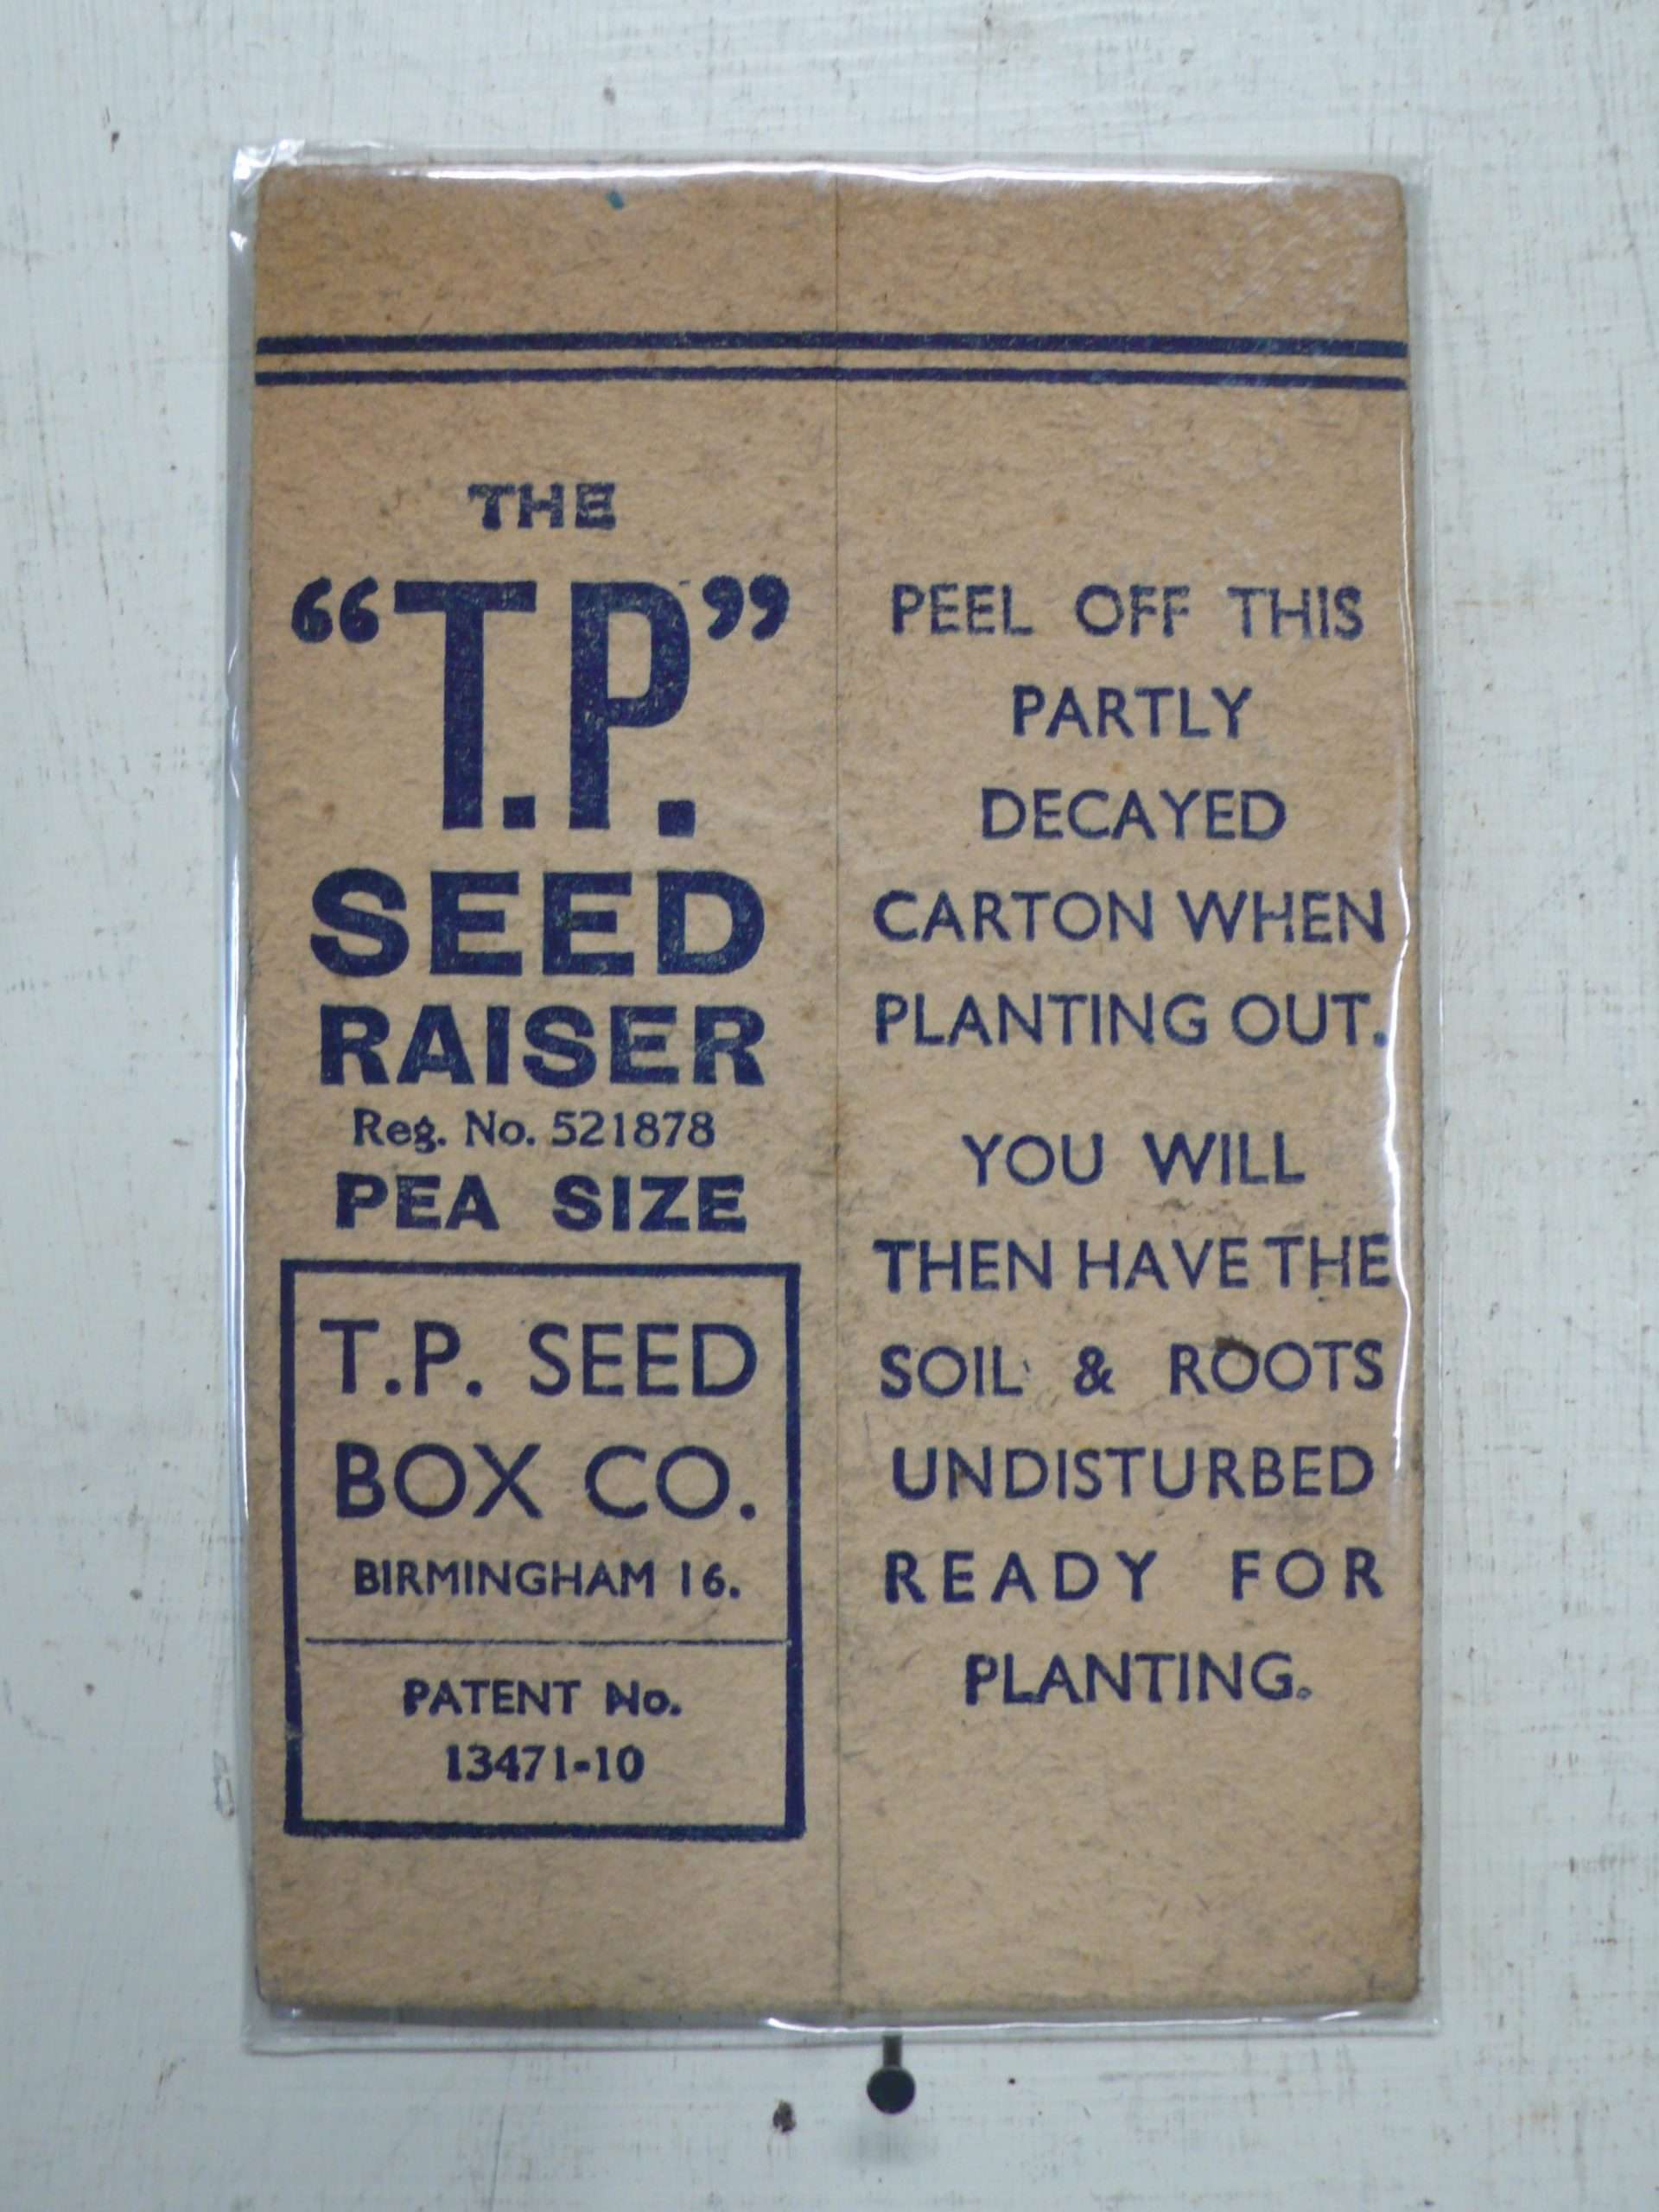 THE
“T.P.”
SEED
RAISER
Reg. No. 521878
PEA SIZE
T.P. SEED
BOX CO.
BIRMINGHAM 16.
PATENT No.
13471-10
PEEL OFF THIS
PARTLY
DECAYED
CARTON WHEN
PLANTING OUT.
YOU WILL
THEN HAVE THE
SOIL & ROOTS
UNDISTURBED
READY FOR
PLANTING.